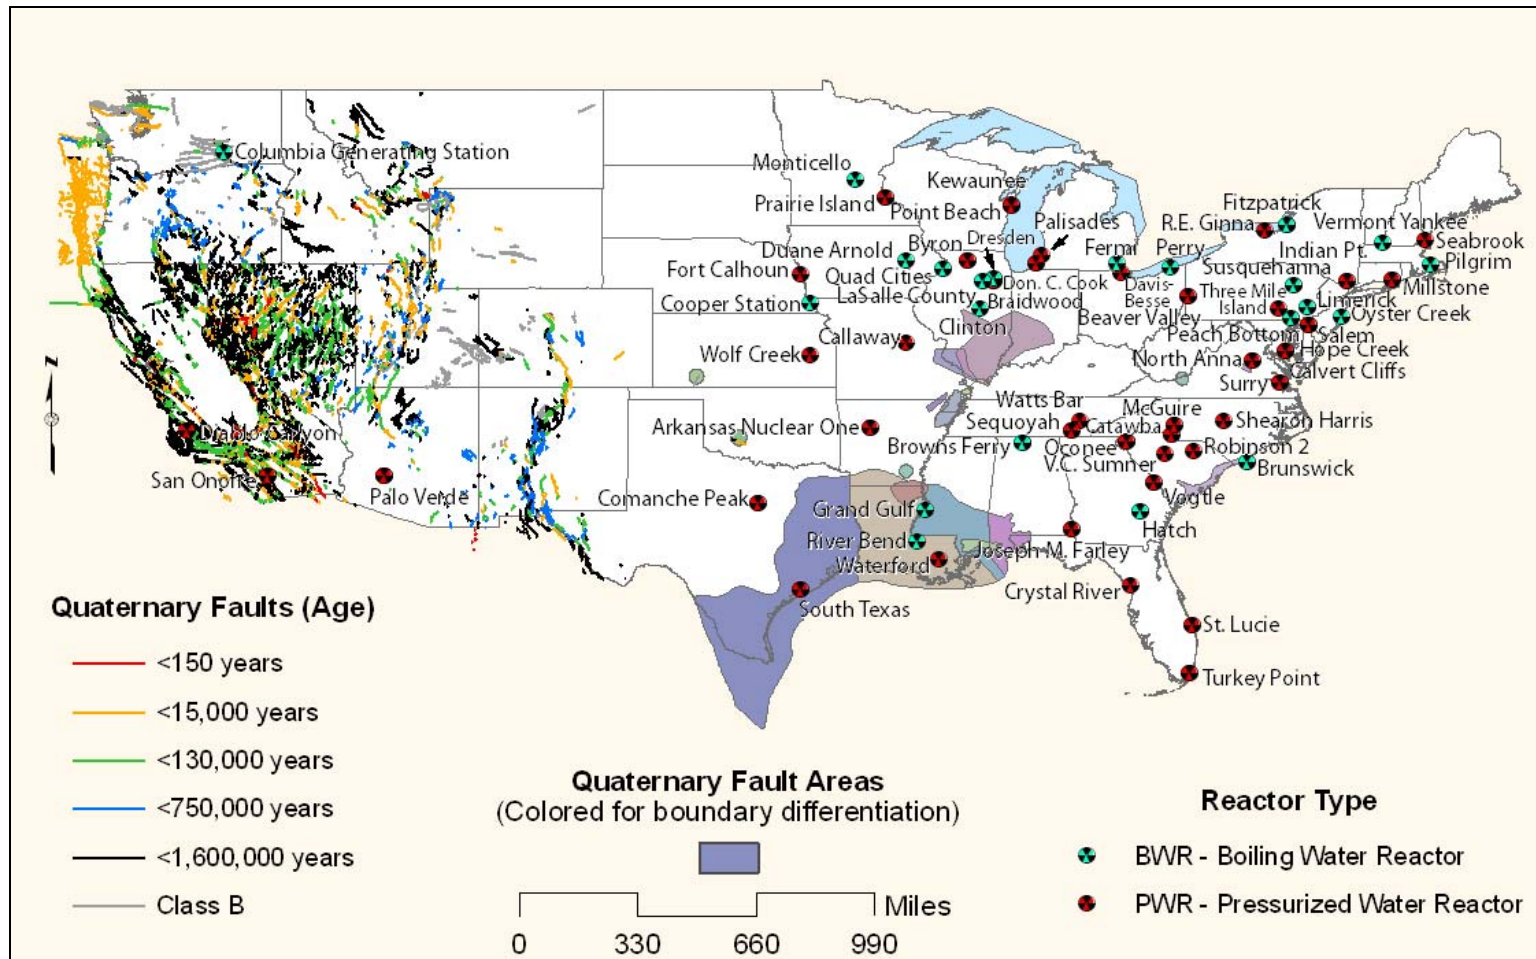 Columbia Generating Station
Monticello
Kewaunee
Prairie Island
Point Beach
Palisades
Fitzpatrick
R.E. Ginna
Vermont Yankee
Seabrook
Pilgrim
Duane Arnold
Byron
Dresden
Fermi
Perry
Indian Pt.
Susquehanna
Fort Calhoun
Quad Cities
Don. C. Cook
Davis-
Besse
Three Mile
Island
Millstone
Cooper Station
LaSalle County
Braidwood
Limerick
Oyster Creek
Beaver Valley
Clinton
Callaway
Peach Bottom
Salem
Wolf Creek
North Anna
Hope Creek
Calvert Cliffs
Surry
Watts Bar
McGuire
Diablo Canyon
Arkansas Nuclear One
Sequoyah
Catawba
Shearon Harris
Browns Ferry
Oconee
Robinson 2
San Onofre
Palo Verde
V.C. Sumner
Brunswick
Comanche Peak
Grand Gulf
Vogtle
Hatch
River Bend
Joseph M. Farley
Waterford
Crystal River
South Texas
St. Lucie
Turkey Point
N
Quaternary Faults (Age)
<150 years
<15,000 years
<130,000 years
<750,000 years
<1,600,000 years
Class B
Quaternary Fault Areas
(Colored for boundary differentiation)
Miles
0 330 660 990
Reactor Type
BWR - Boiling Water Reactor
PWR - Pressurized Water Reactor